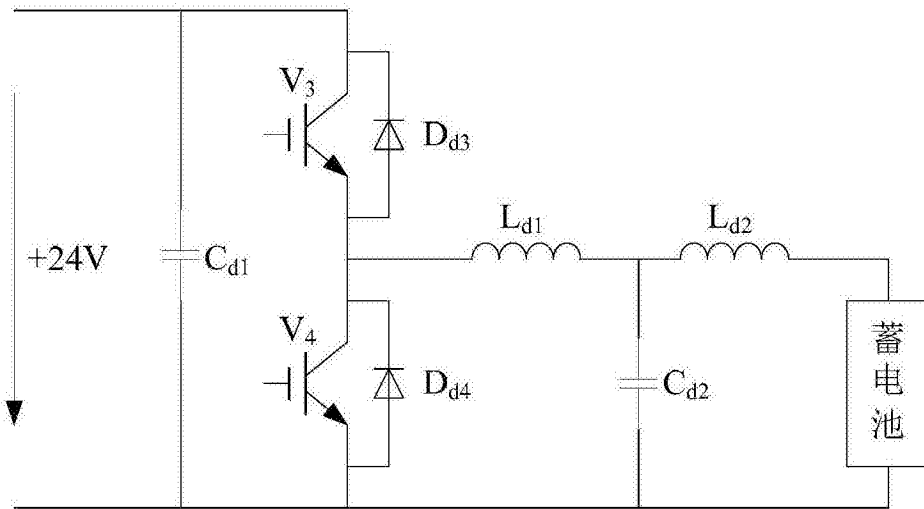 V3
Dd3
Ld1
Ld2
+24V
Cd1
V4
Dd4
Cd2
蓄电池